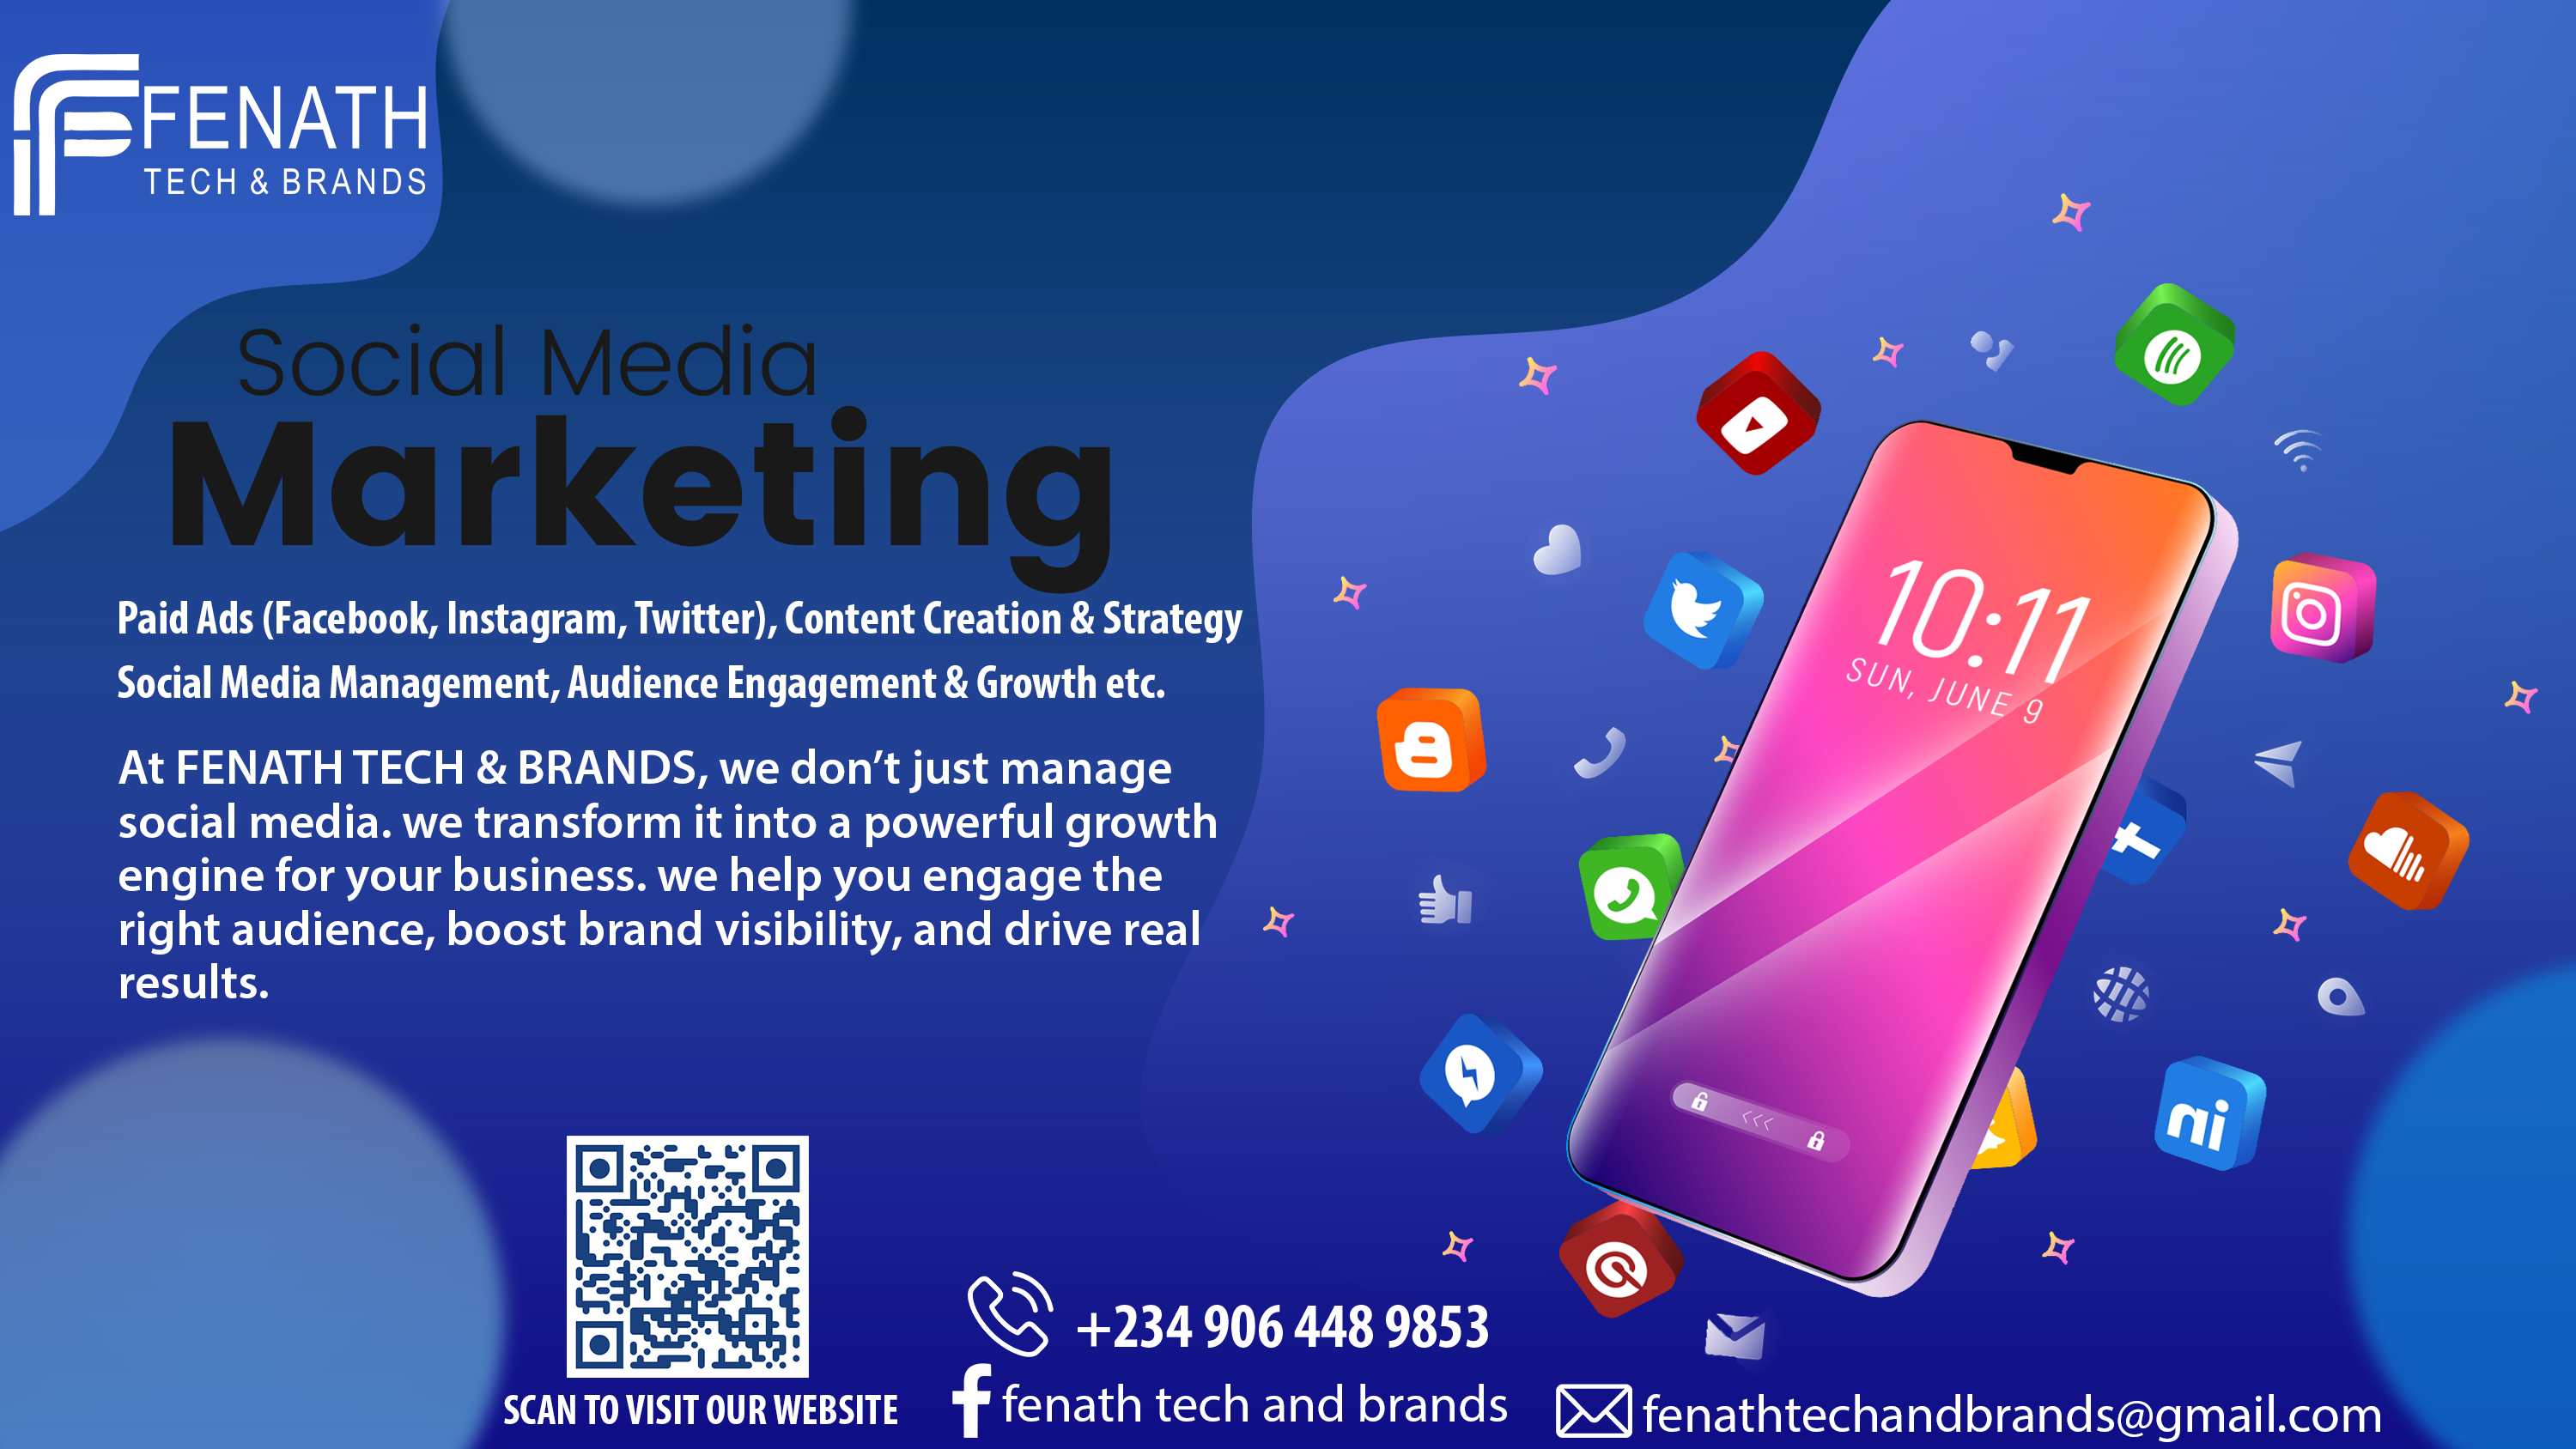 FENATH
TECH & BRANDS
Social Media
Marketing
Paid Ads (Facebook, Instagram, Twitter), Content Creation & Strategy
Social Media Management, Audience Engagement & Growth etc.
At FENATH TECH & BRANDS, we don’t just manage
social media. we transform it into a powerful growth
engine for your business. we help you engage the
right audience, boost brand visibility, and drive real
results.
10:11
SUN, JUNE 9
SCAN TO VISIT OUR WEBSITE
+234 906 448 9853
fenath tech and brands
fenathtechandbrands@gmail.com